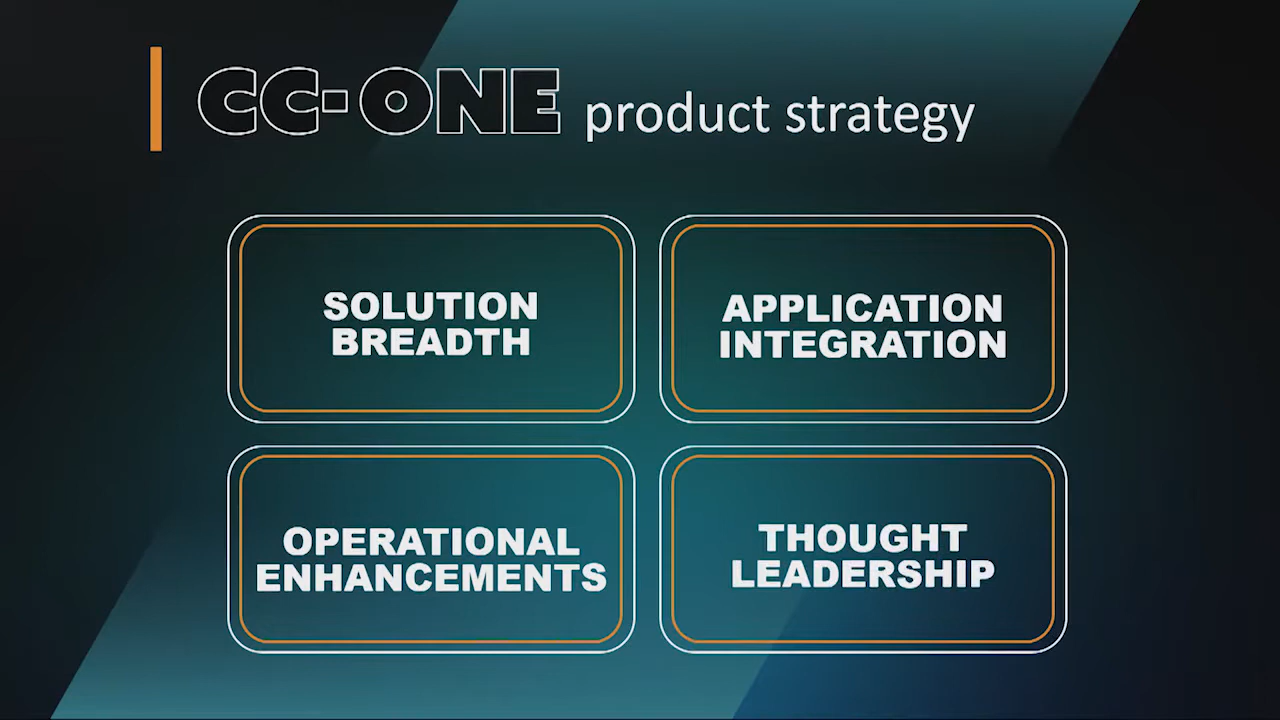 CC-ONE product strategy
SOLUTION
BREADTH
APPLICATION
INTEGRATION
OPERATIONAL
ENHANCEMENTS
THOUGHT
LEADERSHIP